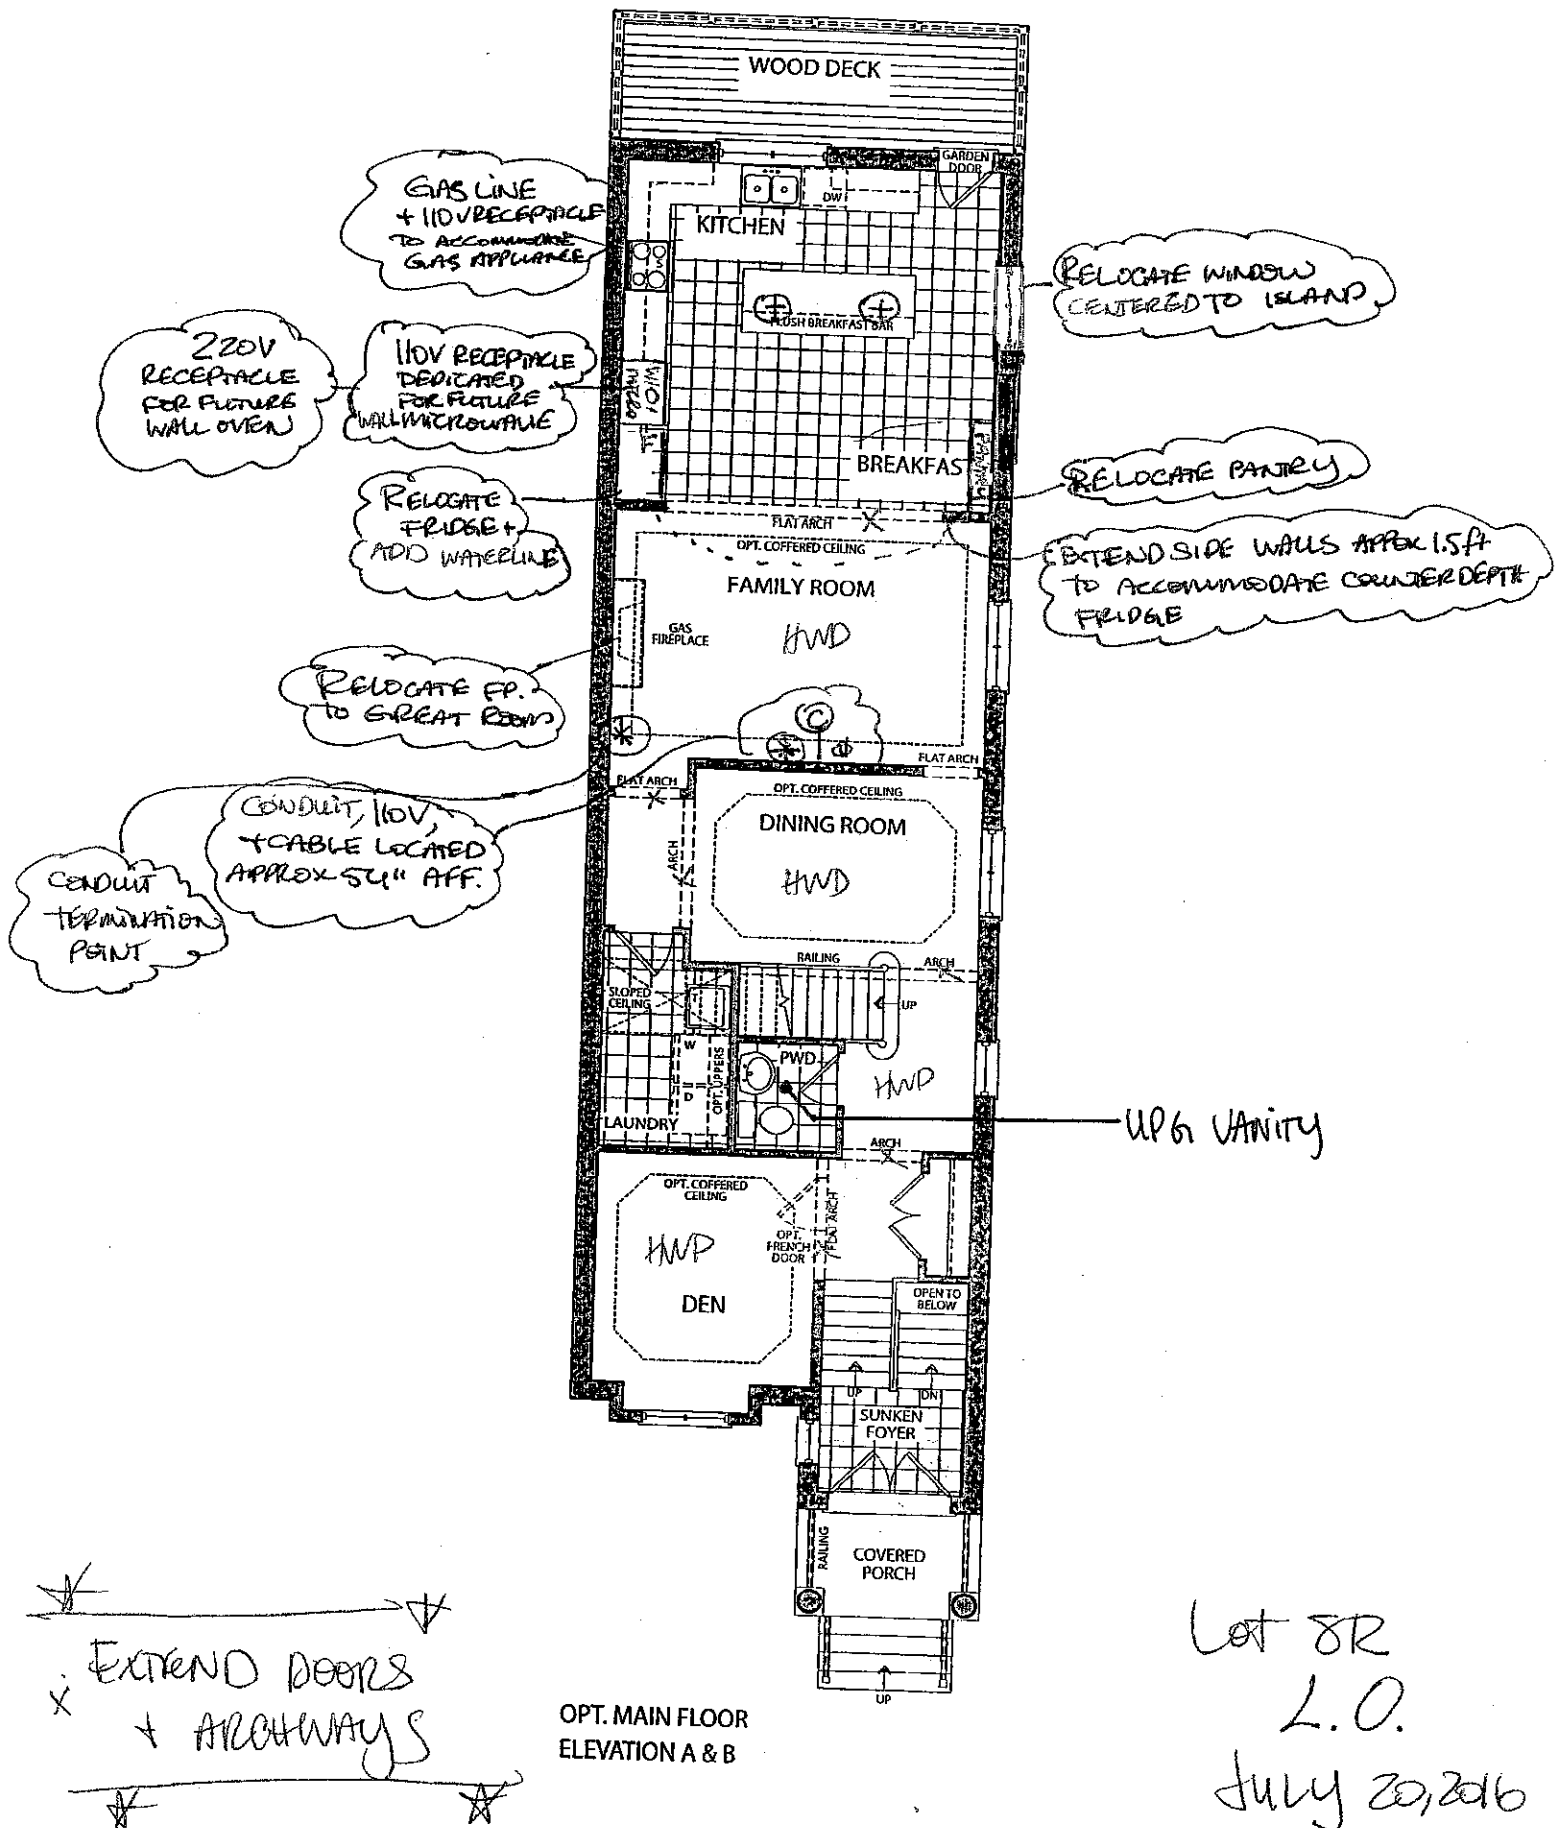 WOOD DECK
GARDEN
DOOR
GAS LINE
+ 110V RECEPTACLE
TO ACCOMMODATE
GAS APPLIANCE
DW
KITCHEN
RELOCATE WINDOW
CENTERED TO ISLAND
FLUSH BREAKFAST BAR
220V
RECEPTACLE
FOR FUTURE
WALL OVEN
110V RECEPTACLE
DEDICATED
FOR FUTURE
WALL MICROWAVE
W/O+
MICRO
BREAKFAS
PANTRY
RELOCATE PANTRY
RELOCATE
FRIDGE +
ADD WATERLINE
FLAT ARCH
X
OPT. COFFERED CEILING
EXTEND SIDE WALLS APPOX 1.5ft
TO ACCOMMODATE COUNTER DEPTH
FRIDGE
FAMILY ROOM
HWD
GAS
FIREPLACE
RELOCATE FP.
TO GREAT ROOM
C
FLAT ARCH
FLAT ARCH
X
OPT. COFFERED CEILING
DINING ROOM
HWD
ARCH
X
CONDUIT, 110V,
+ CABLE LOCATED
APPROX 54" AFF.
CONDUIT
TERMINATION
POINT
RAILING
ARCH
SLOPED
CEILING
T
UP
W
D
OPT. UPPERS
PWD
HWD
LAUNDRY
UPG VANITY
ARCH
X
OPT. COFFERED
CEILING
FLAT ARCH
OPT.
FRENCH
DOOR
HWD
DEN
OPEN TO
BELOW
UP
DN
SUNKEN
FOYER
RAILING
COVERED
PORCH
UP
X: EXTEND DOORS
+ ARCHWAYS
OPT. MAIN FLOOR
ELEVATION A & B
Lot 8R
L.O.
JULY 20, 2016